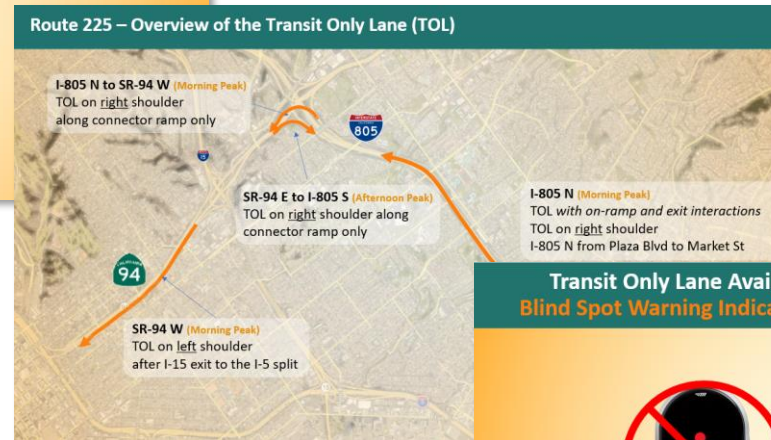 Route 225 – Overview of the Transit Only Lane (TOL)
I-805 N to SR-94 W (Morning Peak)
TOL on right shoulder
along connector ramp only
INTERSTATE
805
15
SR-94 E to I-805 S (Afternoon Peak)
TOL on right shoulder along
connector ramp only
I-805 N (Morning Peak)
TOL with on-ramp and exit interactions
TOL on right shoulder
I-805 N from Plaza Blvd to Market St
94
SR-94 W (Morning Peak)
TOL on left shoulder
after I-15 exit to the I-5 split
Transit Only Lane Avai
Blind Spot Warning Indica